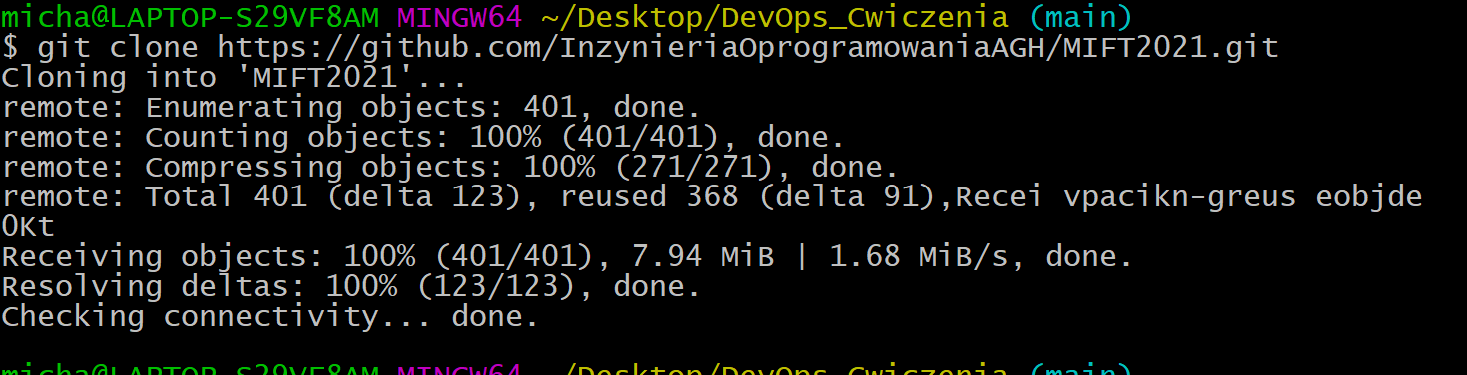 micha@LAPTOP-S29VF8AM MINGW64 ~/Desktop/DevOps_Cwiczenia (main)
$ git clone https://github.com/InzynieriaOprogramowaniaAGH/MIFT2021.git
Cloning into 'MIFT2021'...
remote: Enumerating objects: 401, done.
remote: Counting objects: 100% (401/401), done.
remote: Compressing objects: 100% (271/271), done.
remote: Total 401 (delta 123), reused 368 (delta 91),Recei vpacikn-greus eobjde
0Kt
Receiving objects: 100% (401/401), 7.94 MiB | 1.68 MiB/s, done.
Resolving deltas: 100% (123/123), done.
Checking connectivity... done.
micha@LAPTOP-S29VF8AM MINGW64 ~/Desktop/DevOps_Cwiczenia (main)